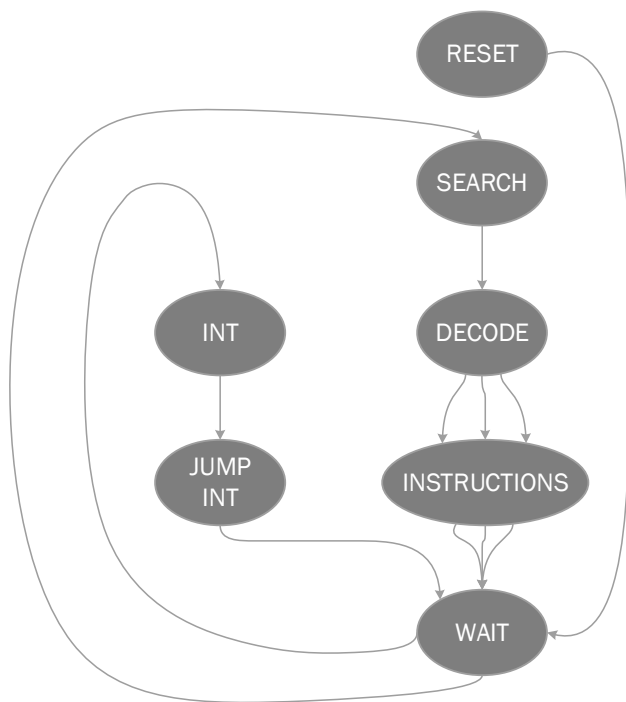 RESET
SEARCH
INT
DECODE
JUMP
INT
INSTRUCTIONS
WAIT